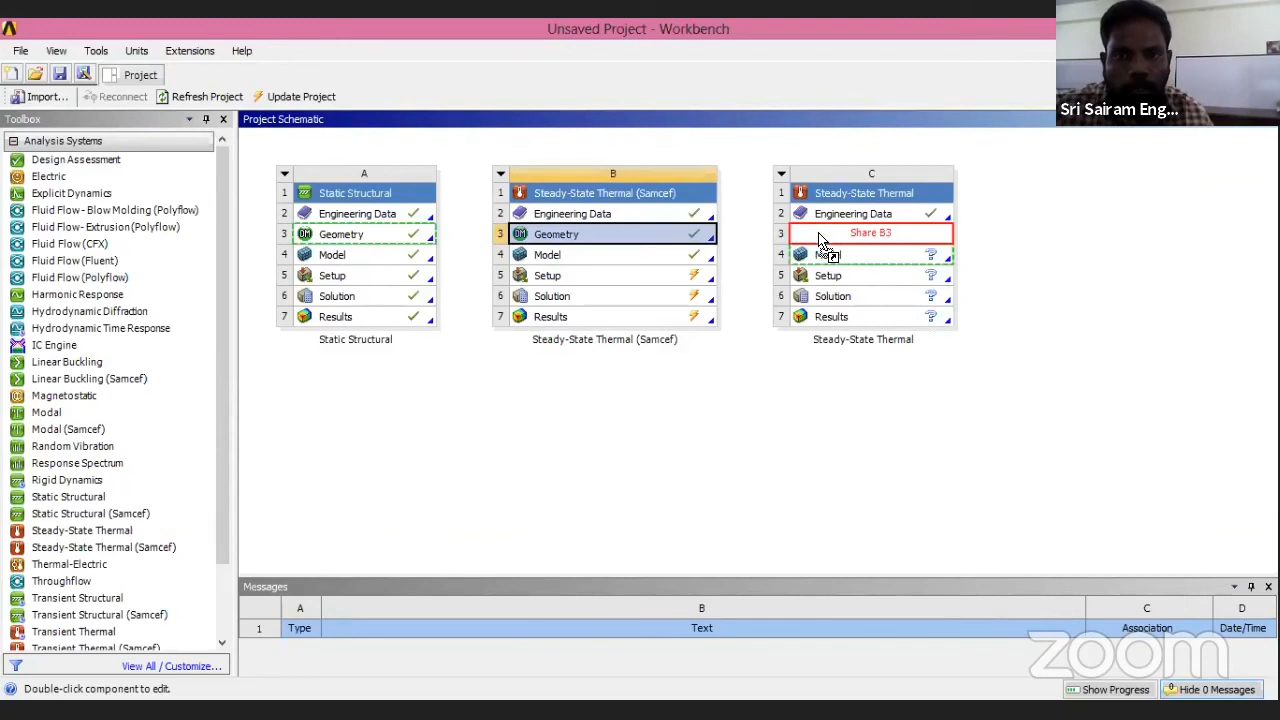 Unsaved Project - Workbench
File View Tools Units Extensions Help
Project
Import... Reconnect Refresh Project Update Project
Sri Sairam Eng...
Toolbox
Project Schematic
Analysis Systems
Design Assessment
Electric
Explicit Dynamics
Fluid Flow - Blow Molding (Polyflow)
Fluid Flow - Extrusion (Polyflow)
Fluid Flow (CFX)
Fluid Flow (Fluent)
Fluid Flow (Polyflow)
Harmonic Response
Hydrodynamic Diffraction
Hydrodynamic Time Response
IC Engine
Linear Buckling
Linear Buckling (Samcef)
Magnetostatic
Modal
Modal (Samcef)
Random Vibration
Response Spectrum
Rigid Dynamics
Static Structural
Static Structural (Samcef)
Steady-State Thermal
Steady-State Thermal (Samcef)
Thermal-Electric
Throughflow
Transient Structural
Transient Structural (Samcef)
Transient Thermal
Transient Thermal (Samcef)
View All / Customize...
A
1 Static Structural
2 Engineering Data
3 Geometry
4 Model
5 Setup
6 Solution
7 Results
Static Structural
B
1 Steady-State Thermal (Samcef)
2 Engineering Data
3 Geometry
4 Model
5 Setup
6 Solution
7 Results
Steady-State Thermal (Samcef)
C
1 Steady-State Thermal
2 Engineering Data
3 Share B3
4
5 Setup
6 Solution
7 Results
Steady-State Thermal
Messages
A B C D
1 Type Text Association Date/Time
zoom
Double-click component to edit.
Show Progress Hide 0 Messages